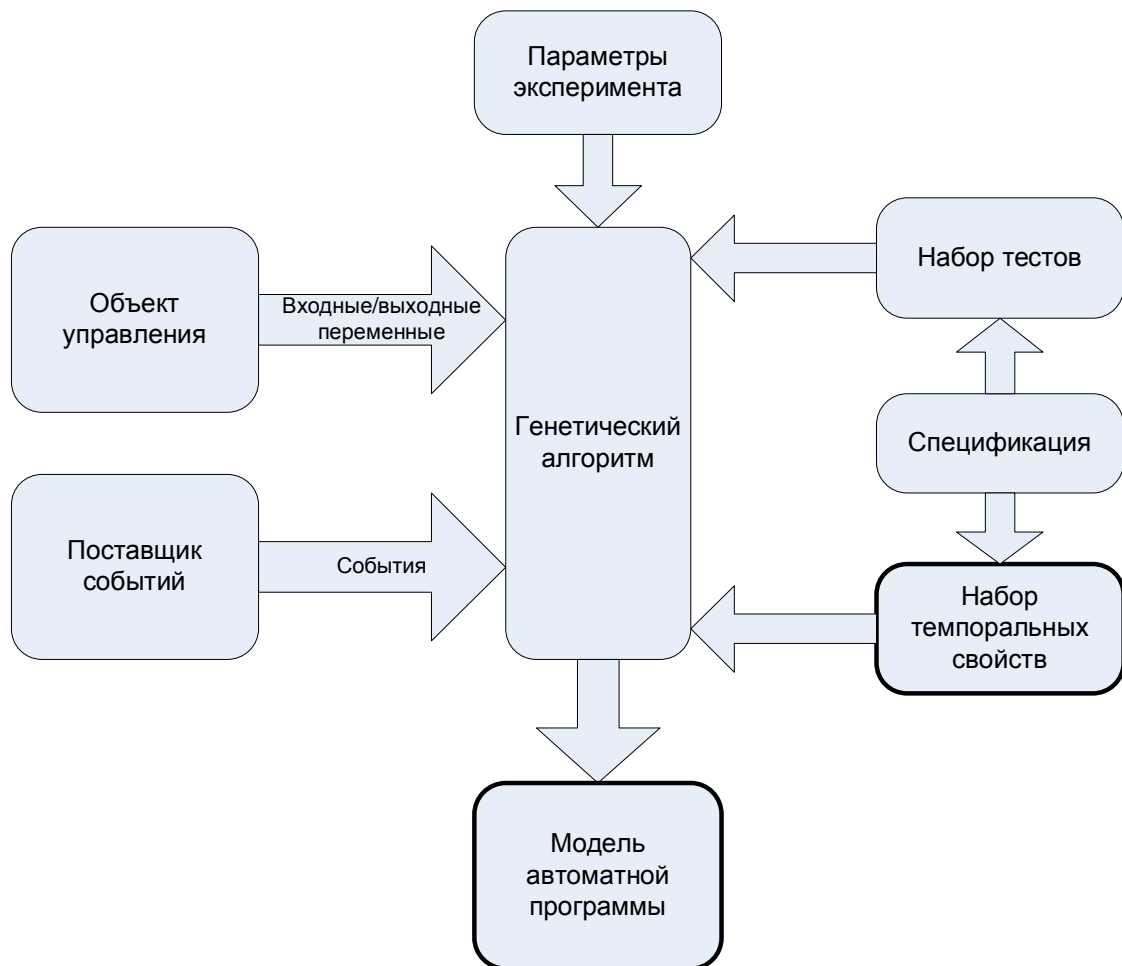 Параметры
эксперимента
Набор тестов
Объект
управления
Входные/выходные
переменные
Генетический
алгоритм
Спецификация
Поставщик
событий
События
Набор
темпоральных
свойств
Модель
автоматной
программы